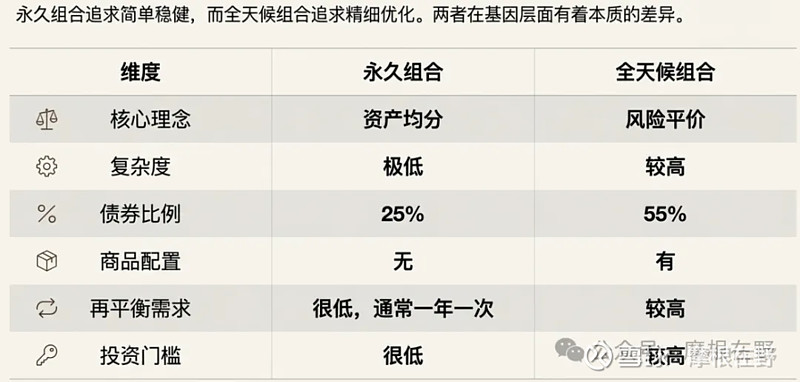 永久组合追求简单稳健，而全天候组合追求精细优化。两者在基因层面有着本质的差异。
维度 永久组合 全天候组合
核心理念 资产均分 风险平价
复杂度 极低 较高
债券比例 25% 55%
商品配置 无 有
再平衡需求 很低，通常一年一次 较高
投资门槛 很低 较高
摩根在野